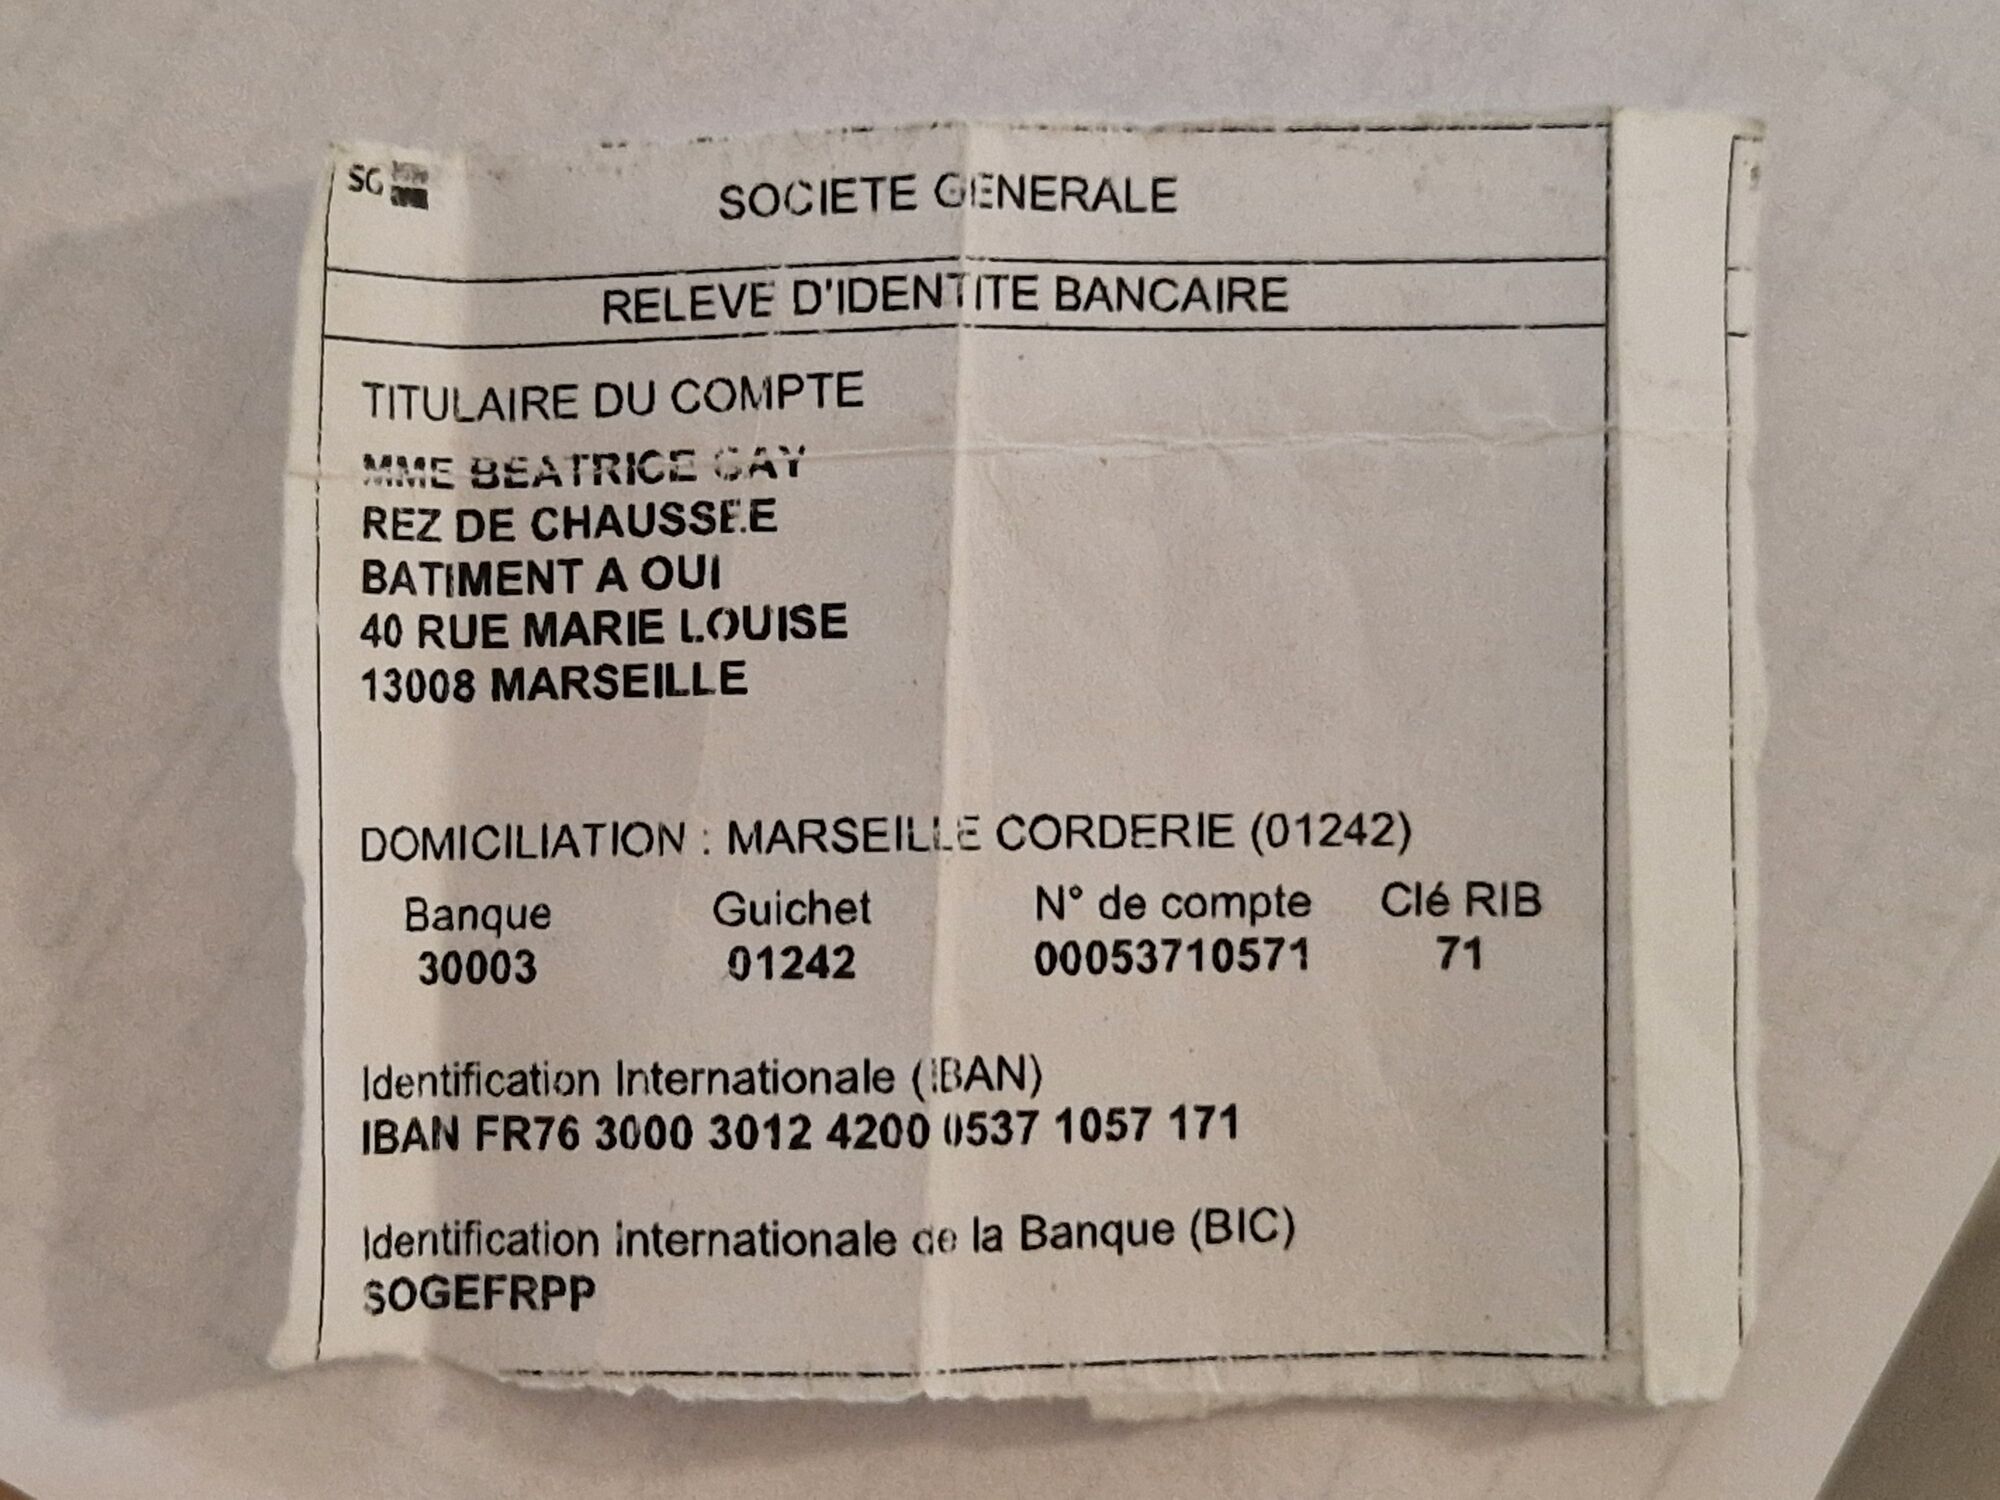 SG
SOCIETE GENERALE
RELEVE D'IDENTITE BANCAIRE
TITULAIRE DU COMPTE
MME BEATRICE GAY
REZ DE CHAUSSEE
BATIMENT A OUI
40 RUE MARIE LOUISE
13008 MARSEILLE
DOMICILIATION : MARSEILLE CORDERIE (01242)
Banque Guichet N° de compte Clé RIB
30003 01242 00053710571 71
Identification Internationale (IBAN)
IBAN FR76 3000 3012 4200 0537 1057 171
Identification internationale de la Banque (BIC)
SOGEFRPP